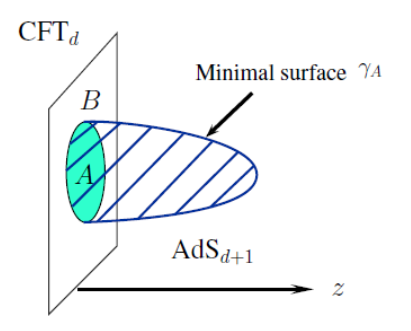 CFT_d
Minimal surface γ_A
B
A
AdS_{d+1}
z